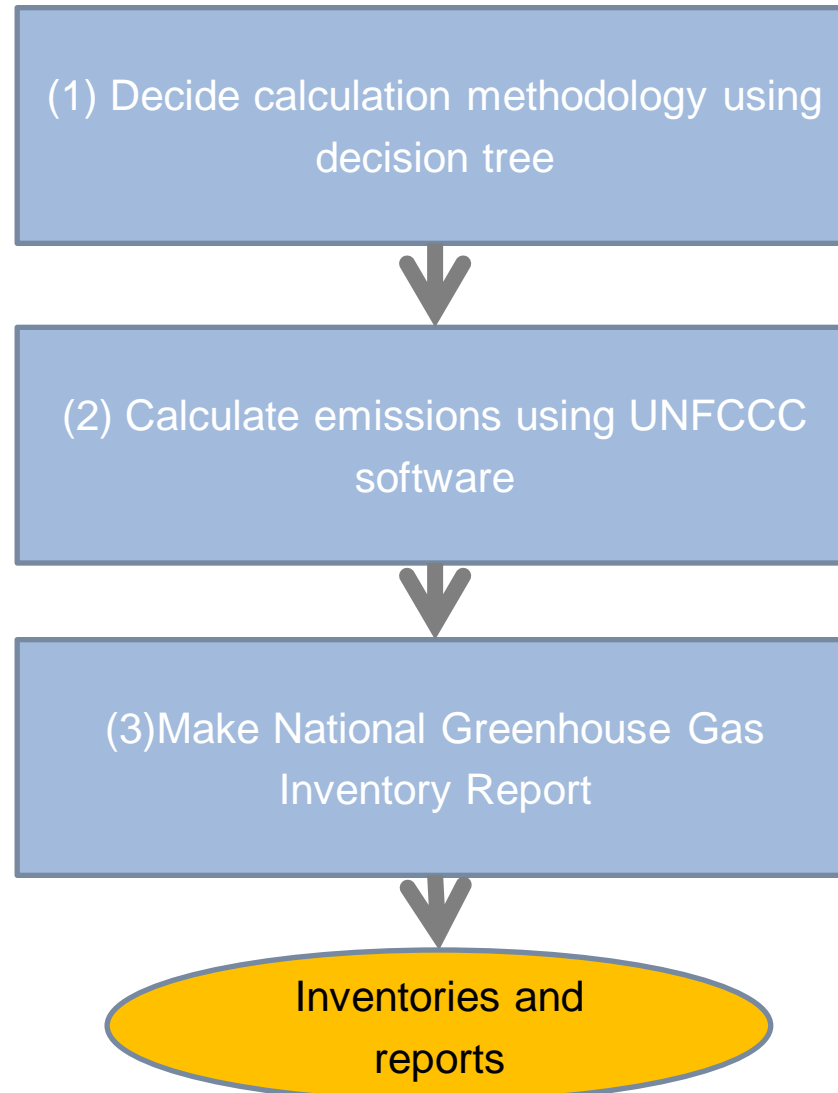 (1) Decide calculation methodology using
decision tree
(2) Calculate emissions using UNFCCC
software
(3)Make National Greenhouse Gas
Inventory Report
Inventories and
reports